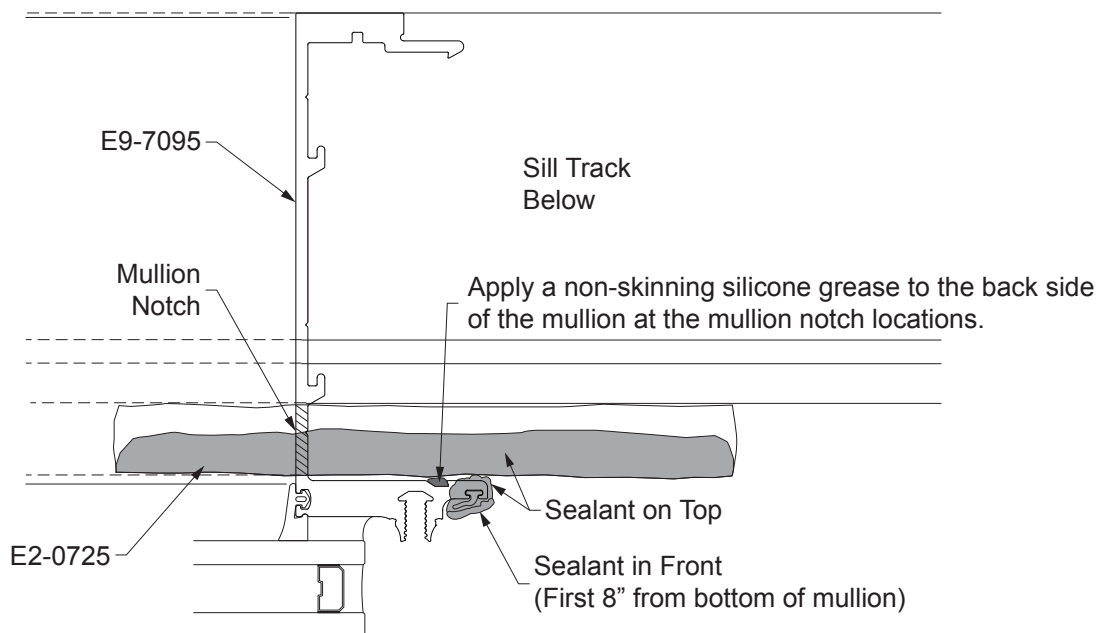 E9-7095
Sill Track
Below
Mullion
Notch
Apply a non-skinning silicone grease to the back side
of the mullion at the mullion notch locations.
Sealant on Top
E2-0725
Sealant in Front
(First 8” from bottom of mullion)